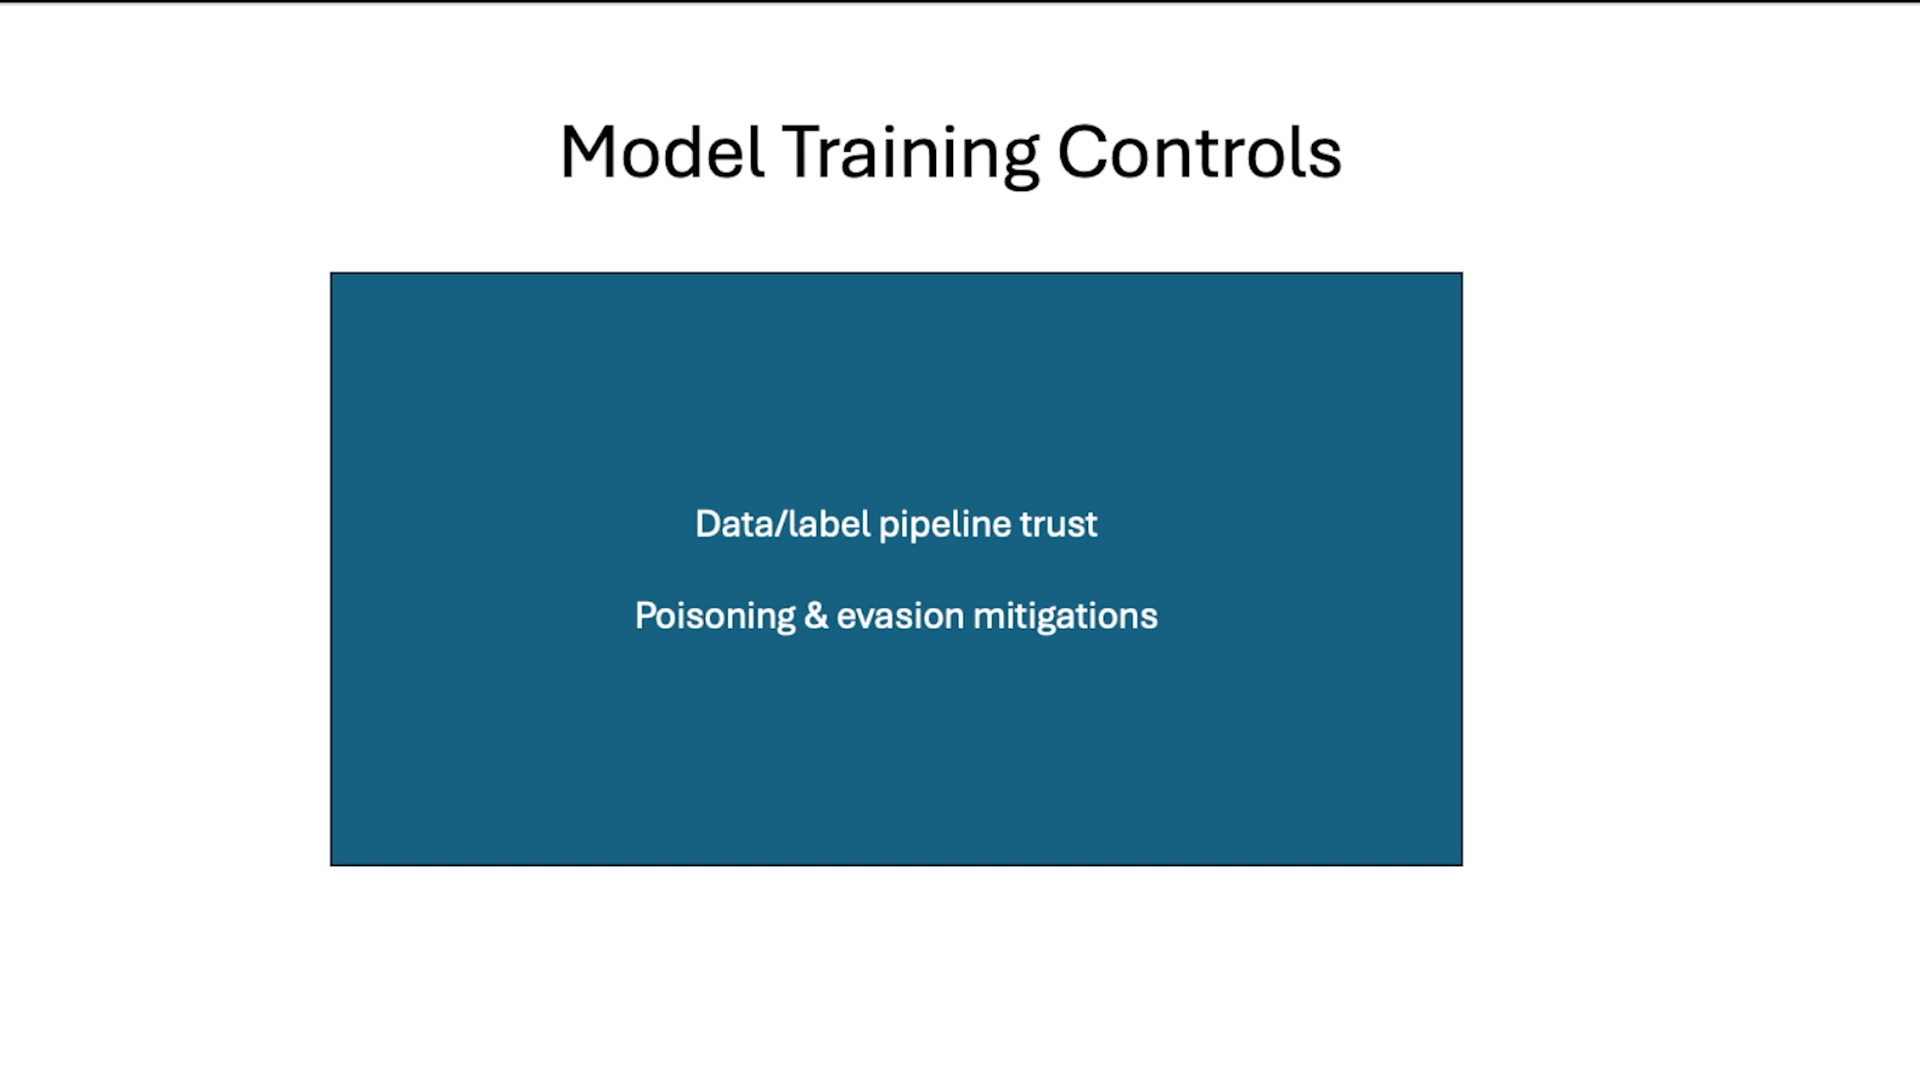 Model Training Controls
Data/label pipeline trust
Poisoning & evasion mitigations